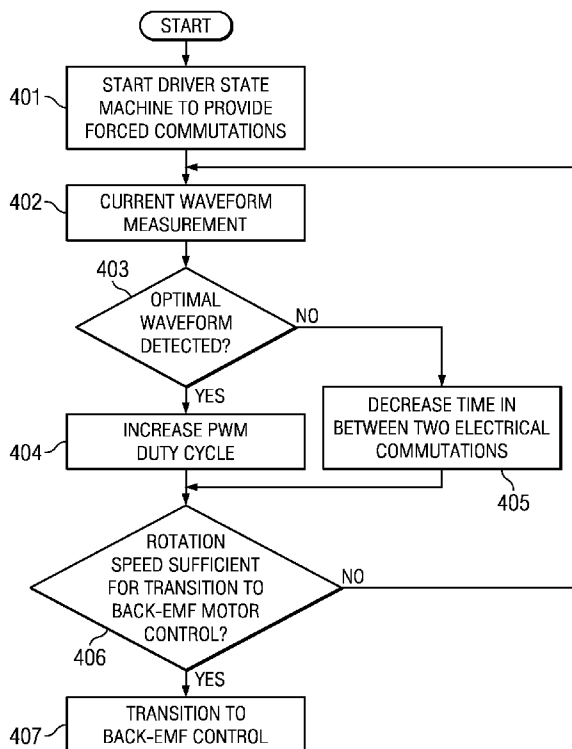 START
401
START DRIVER STATE
MACHINE TO PROVIDE
FORCED COMMUTATIONS
402
CURRENT WAVEFORM
MEASUREMENT
403
OPTIMAL
WAVEFORM
DETECTED?
NO
YES
404
INCREASE PWM
DUTY CYCLE
DECREASE TIME IN
BETWEEN TWO ELECTRICAL
COMMUTATIONS
405
ROTATION
SPEED SUFFICIENT
FOR TRANSITION TO
BACK-EMF MOTOR
CONTROL?
NO
406
YES
407
TRANSITION TO
BACK-EMF CONTROL